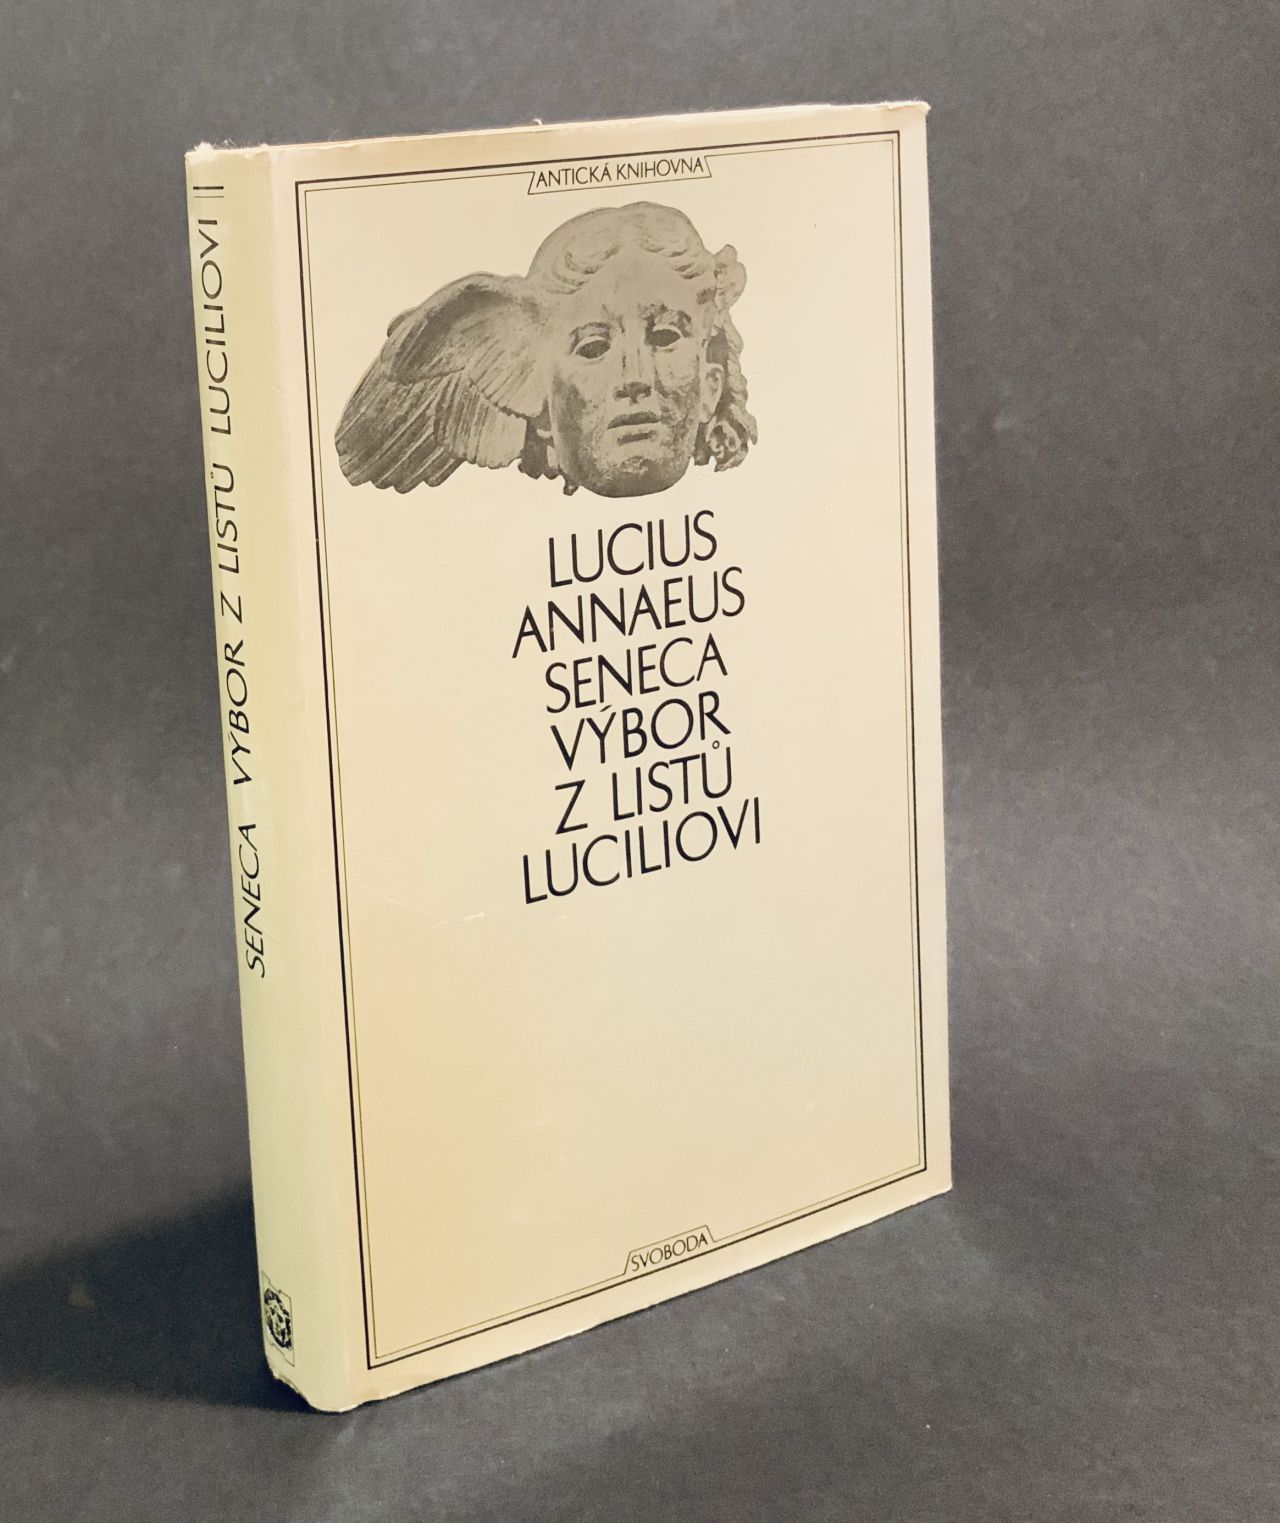 SENECA VÝBOR Z LISTŮ LUCILIOVI
ANTICKÁ KNIHOVNA
LUCIUS
ANNAEUS
SENECA
VÝBOR
Z LISTŮ
LUCILIOVI
SVOBODA